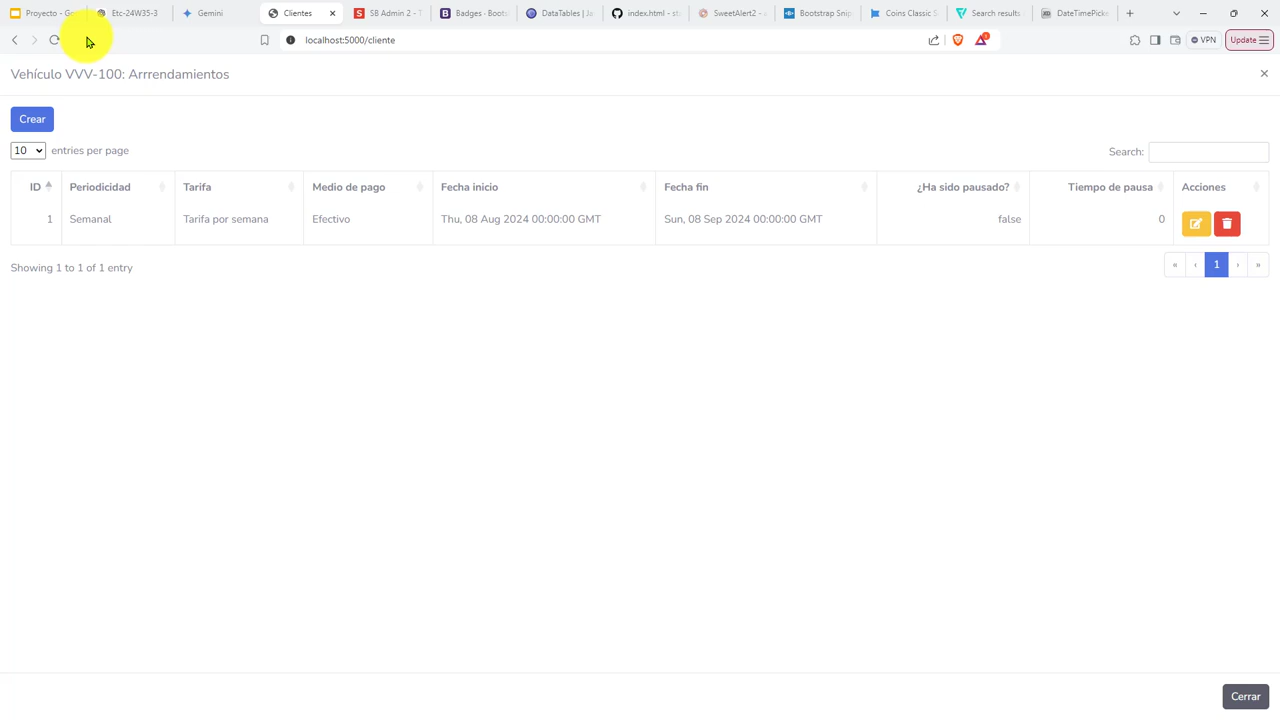 Proyecto - Go
Etc-24W35-3
Gemini
Clientes
SB Admin 2 - T
Badges · Boots
DataTables | Ja
index.html - st
SweetAlert2 - a
Bootstrap Snip
Coins Classic S
Search results
DateTimePicke
localhost:5000/cliente
VPN
Update
Vehículo VVV-100: Arrrendamientos
Crear
10 entries per page
Search:
ID Periodicidad Tarifa Medio de pago Fecha inicio Fecha fin ¿Ha sido pausado? Tiempo de pausa Acciones
1 Semanal Tarifa por semana Efectivo Thu, 08 Aug 2024 00:00:00 GMT Sun, 08 Sep 2024 00:00:00 GMT false 0
Showing 1 to 1 of 1 entry
« ‹ 1 › »
Cerrar